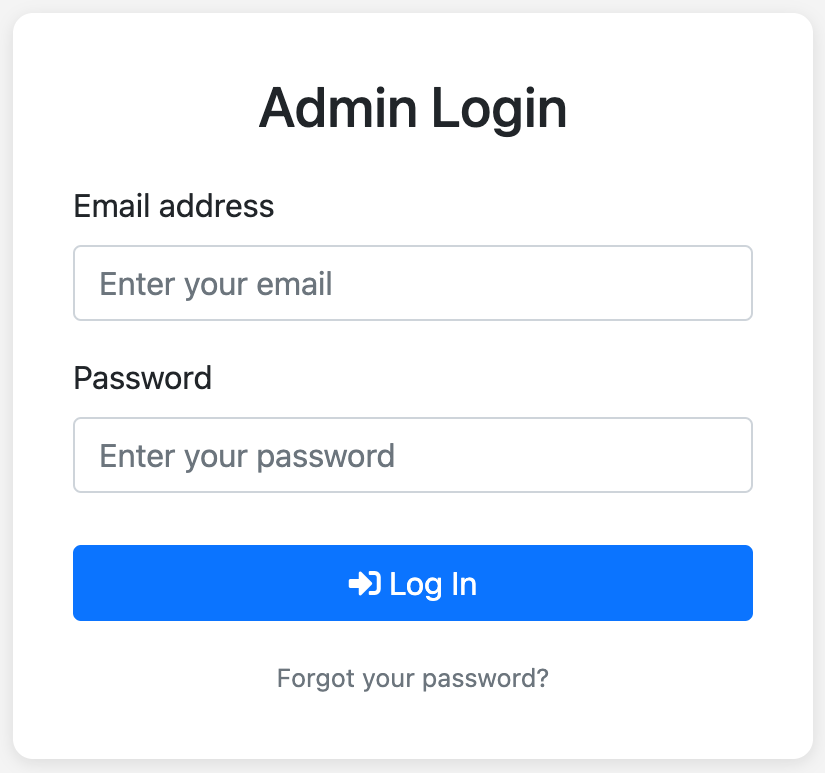 Admin Login
Email address
Enter your email
Password
Enter your password
Log In
Forgot your password?